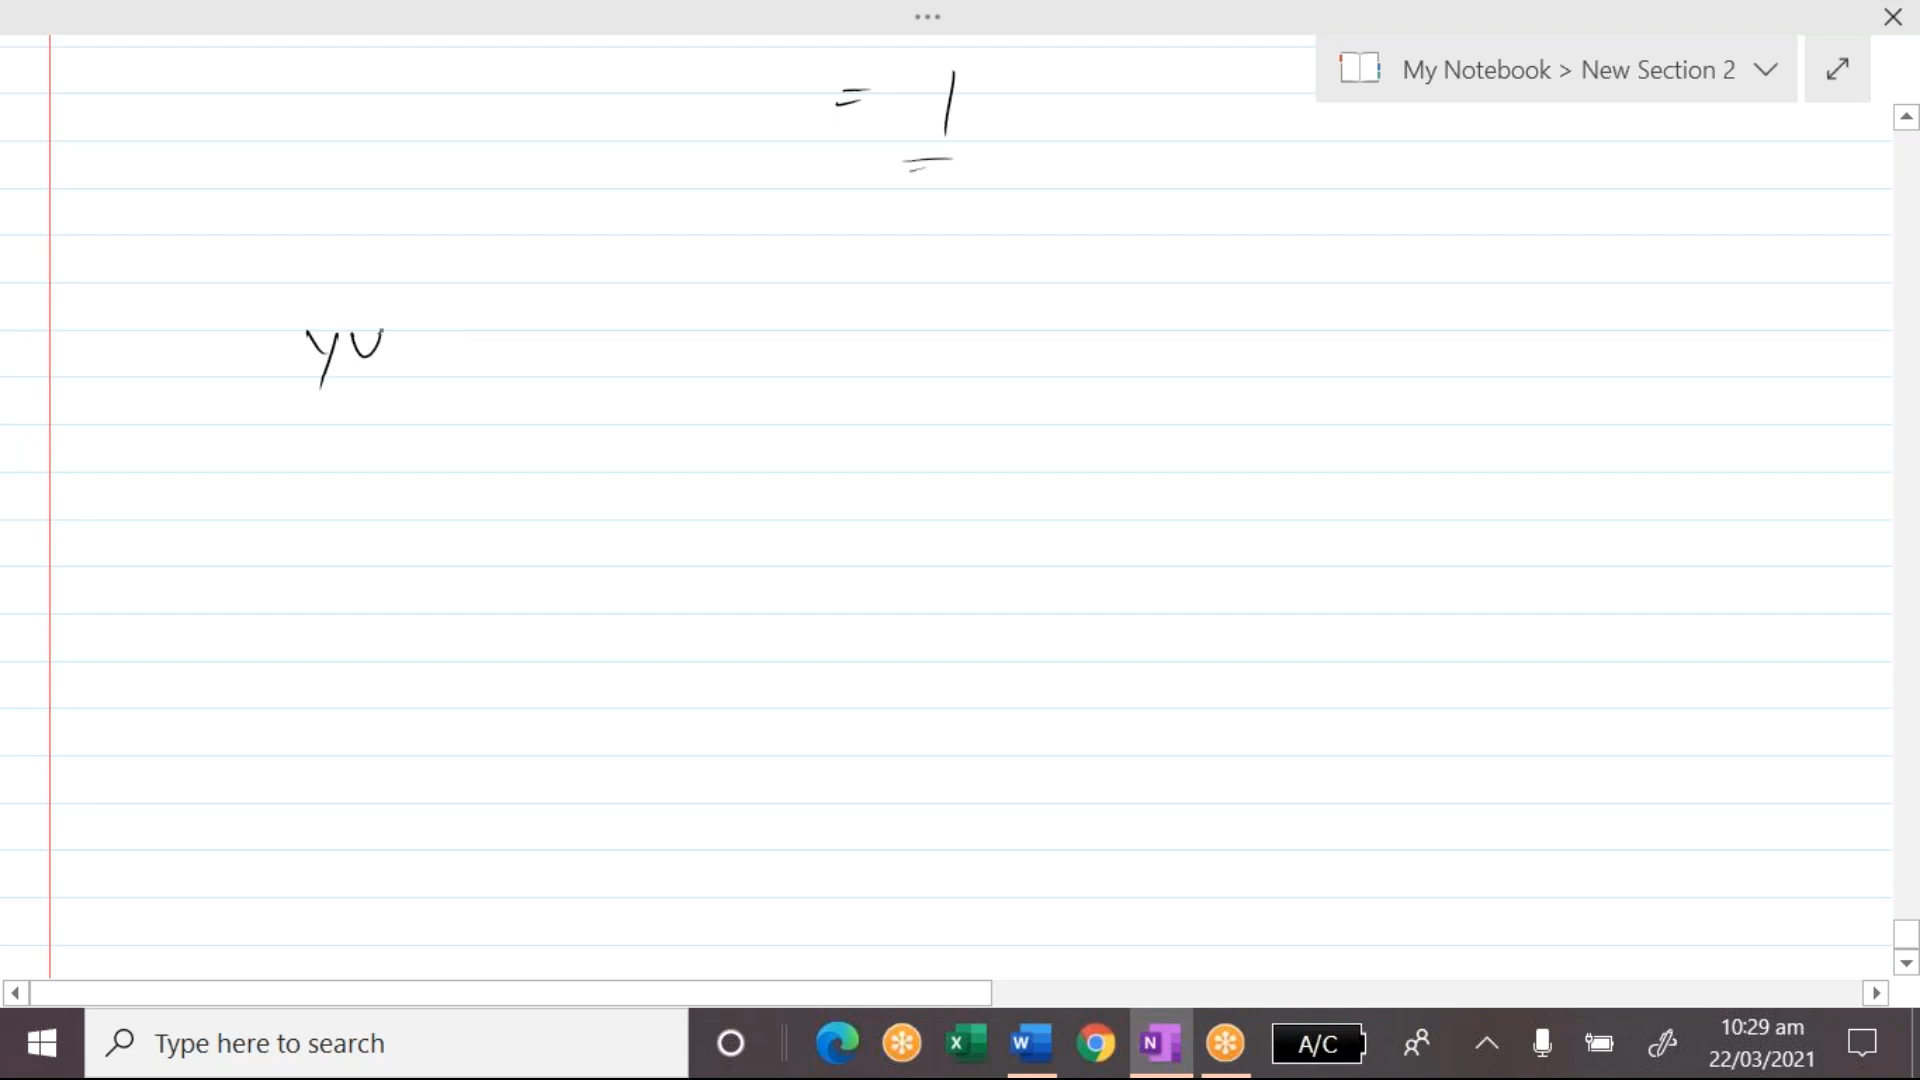 ...
My Notebook > New Section 2
= 1
yu
Type here to search
A/C
10:29 am
22/03/2021